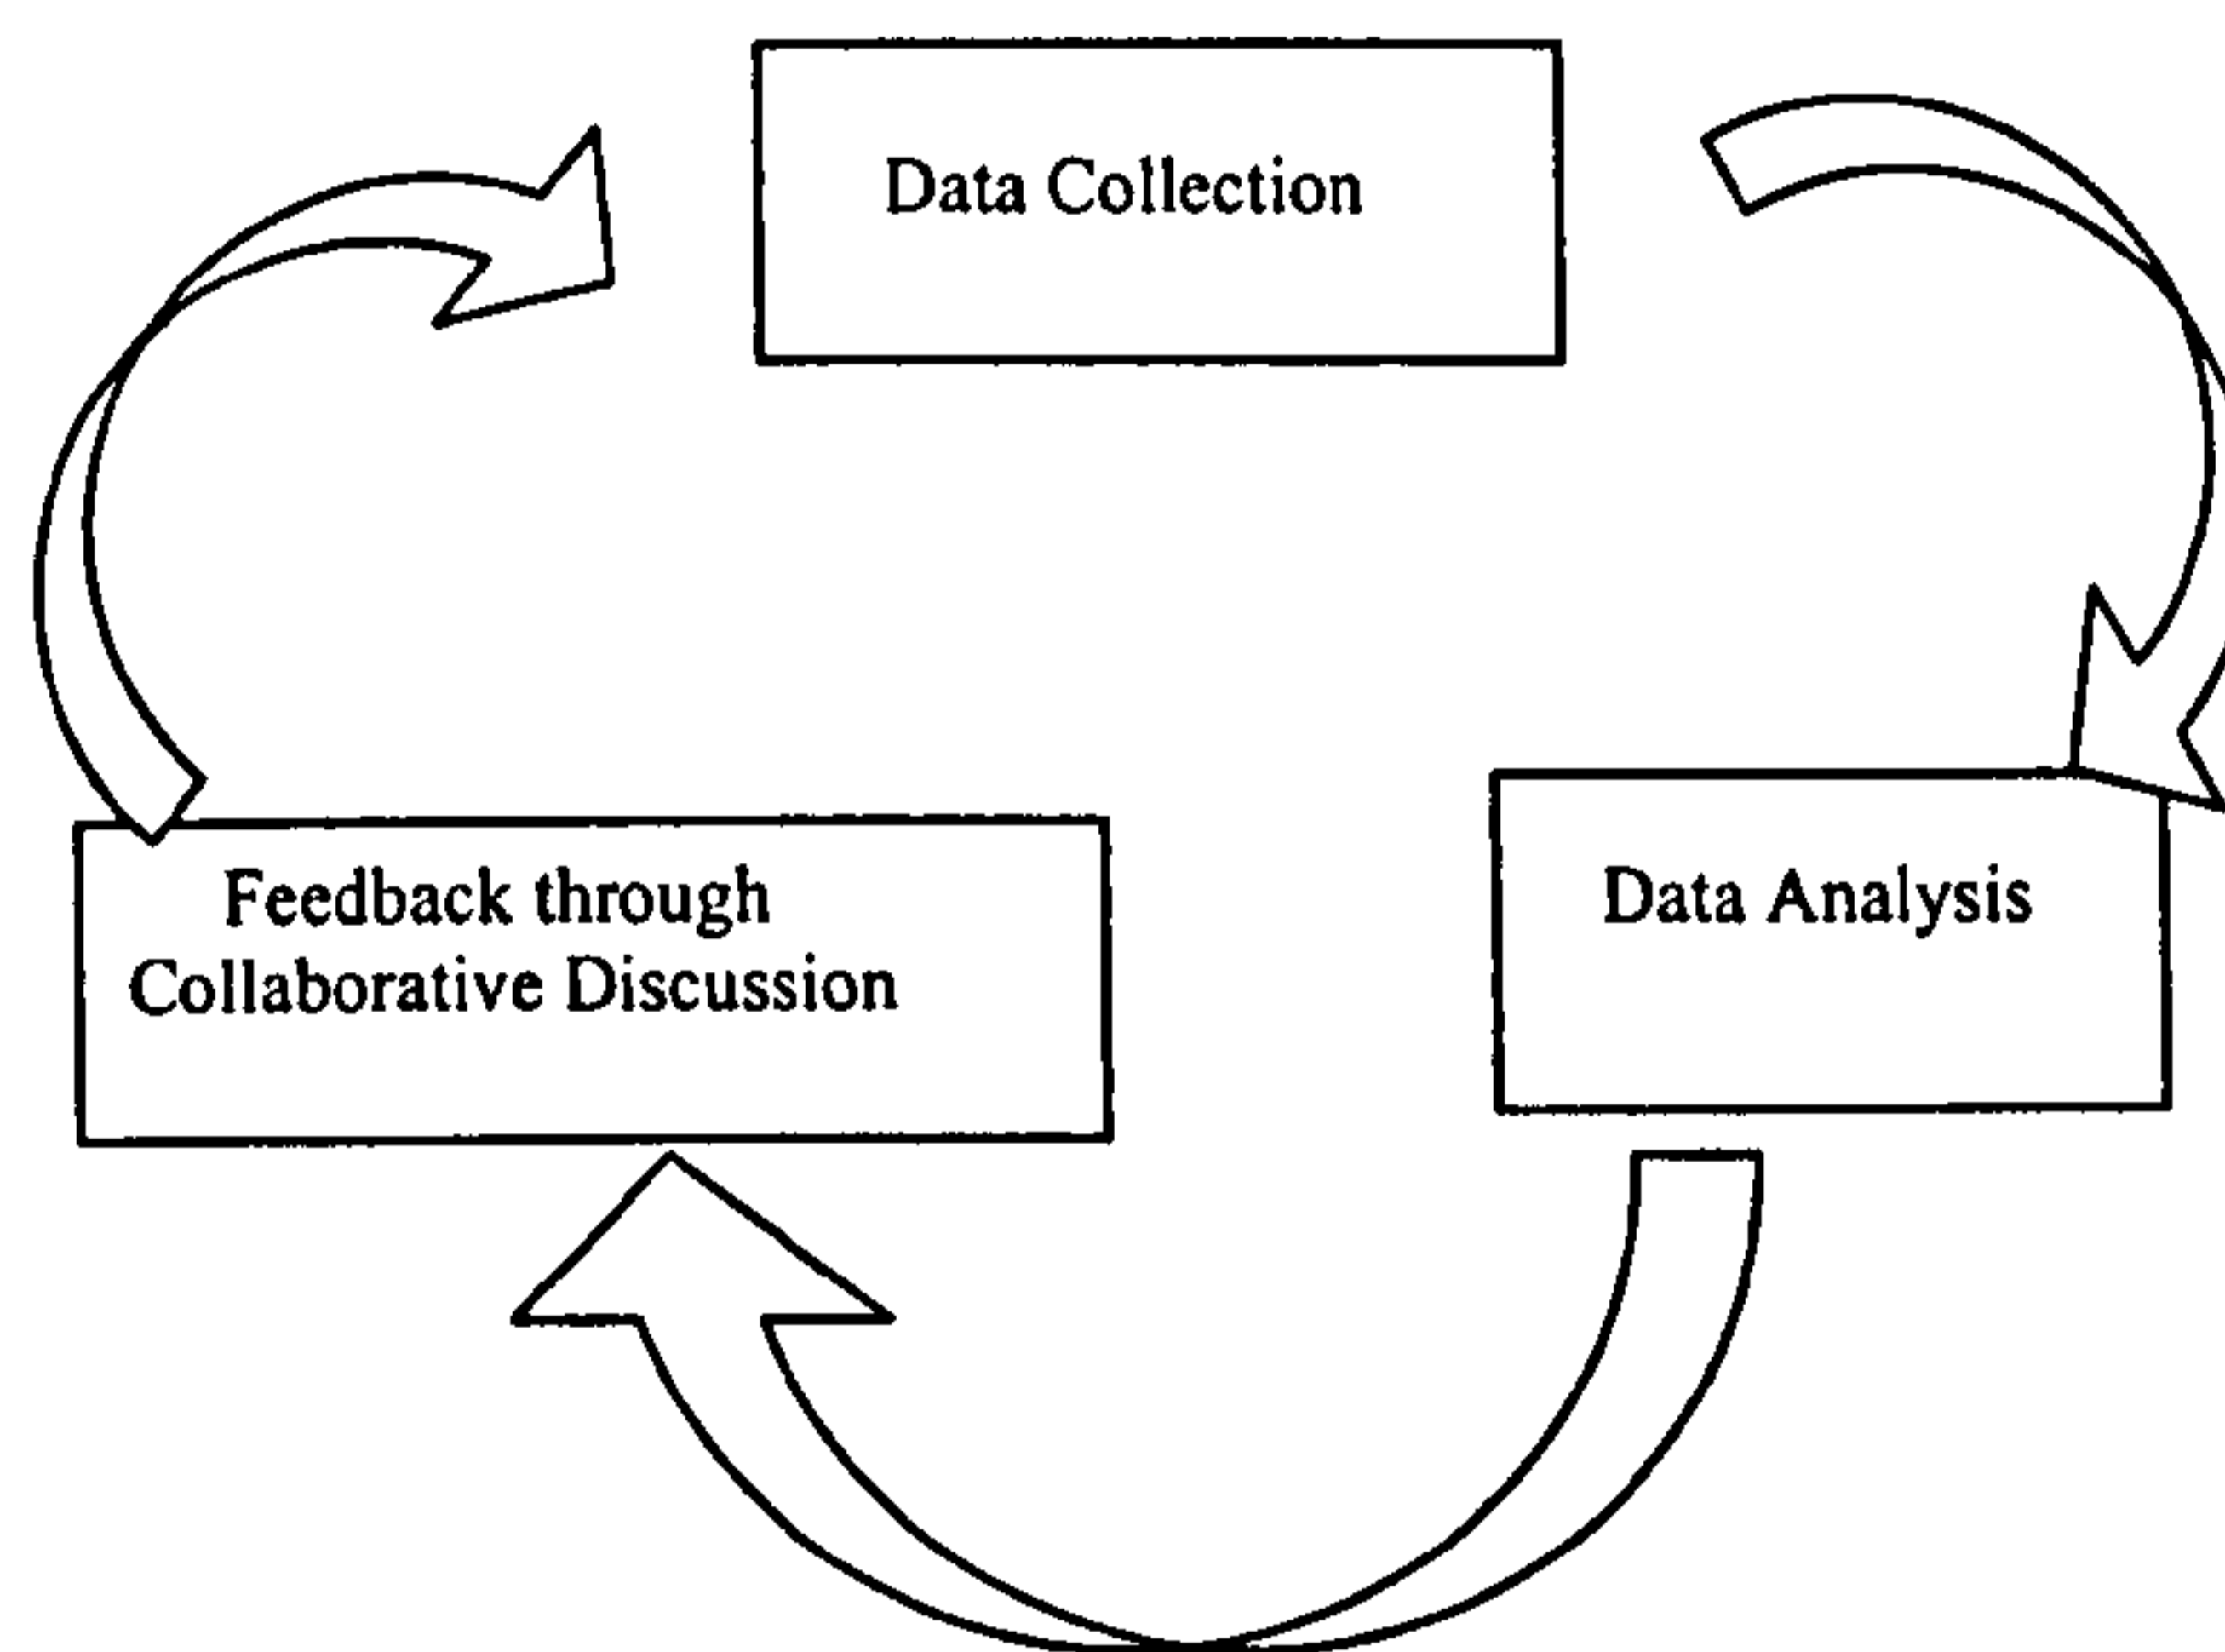 Data Collection
Feedback through
Collaborative Discussion
Data Analysis